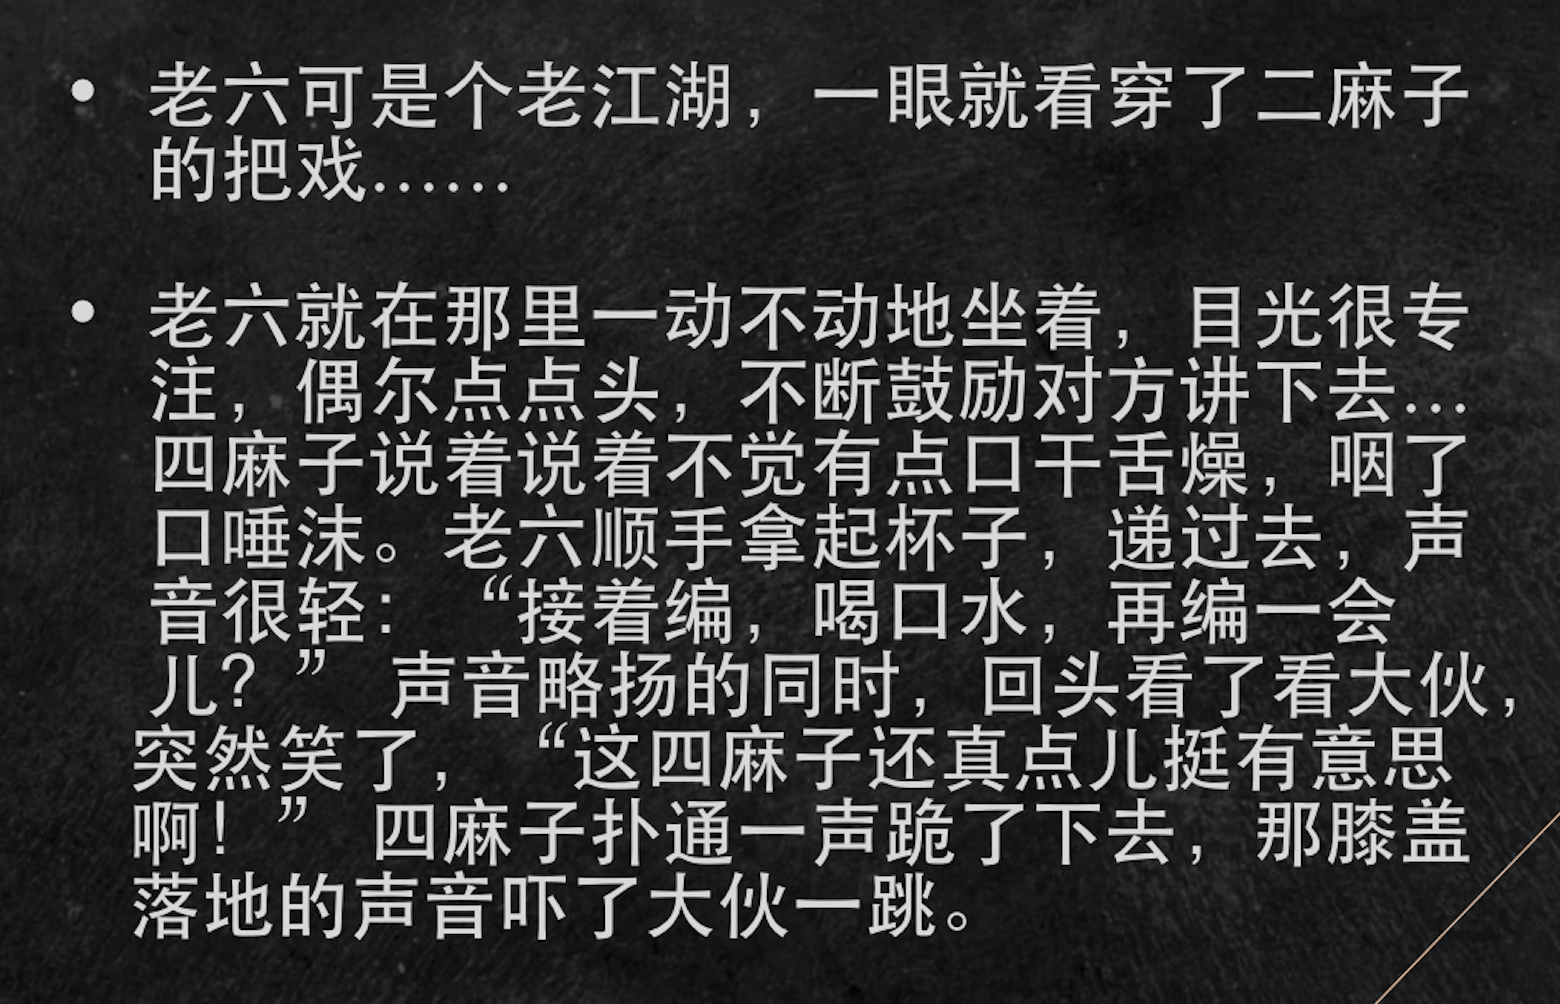 • 老六可是个老江湖，一眼就看穿了二麻子
的把戏……
• 老六就在那里一动不动地坐着，目光很专
注，偶尔点点头，不断鼓励对方讲下去…
四麻子说着说着不觉有点口干舌燥，咽了
口唾沫。老六顺手拿起杯子，递过去，声
音很轻：“接着编，喝口水，再编一会
儿？” 声音略扬的同时，回头看了看大伙，
突然笑了，“这四麻子还真点儿挺有意思
啊！” 四麻子扑通一声跪了下去，那膝盖
落地的声音吓了大伙一跳。